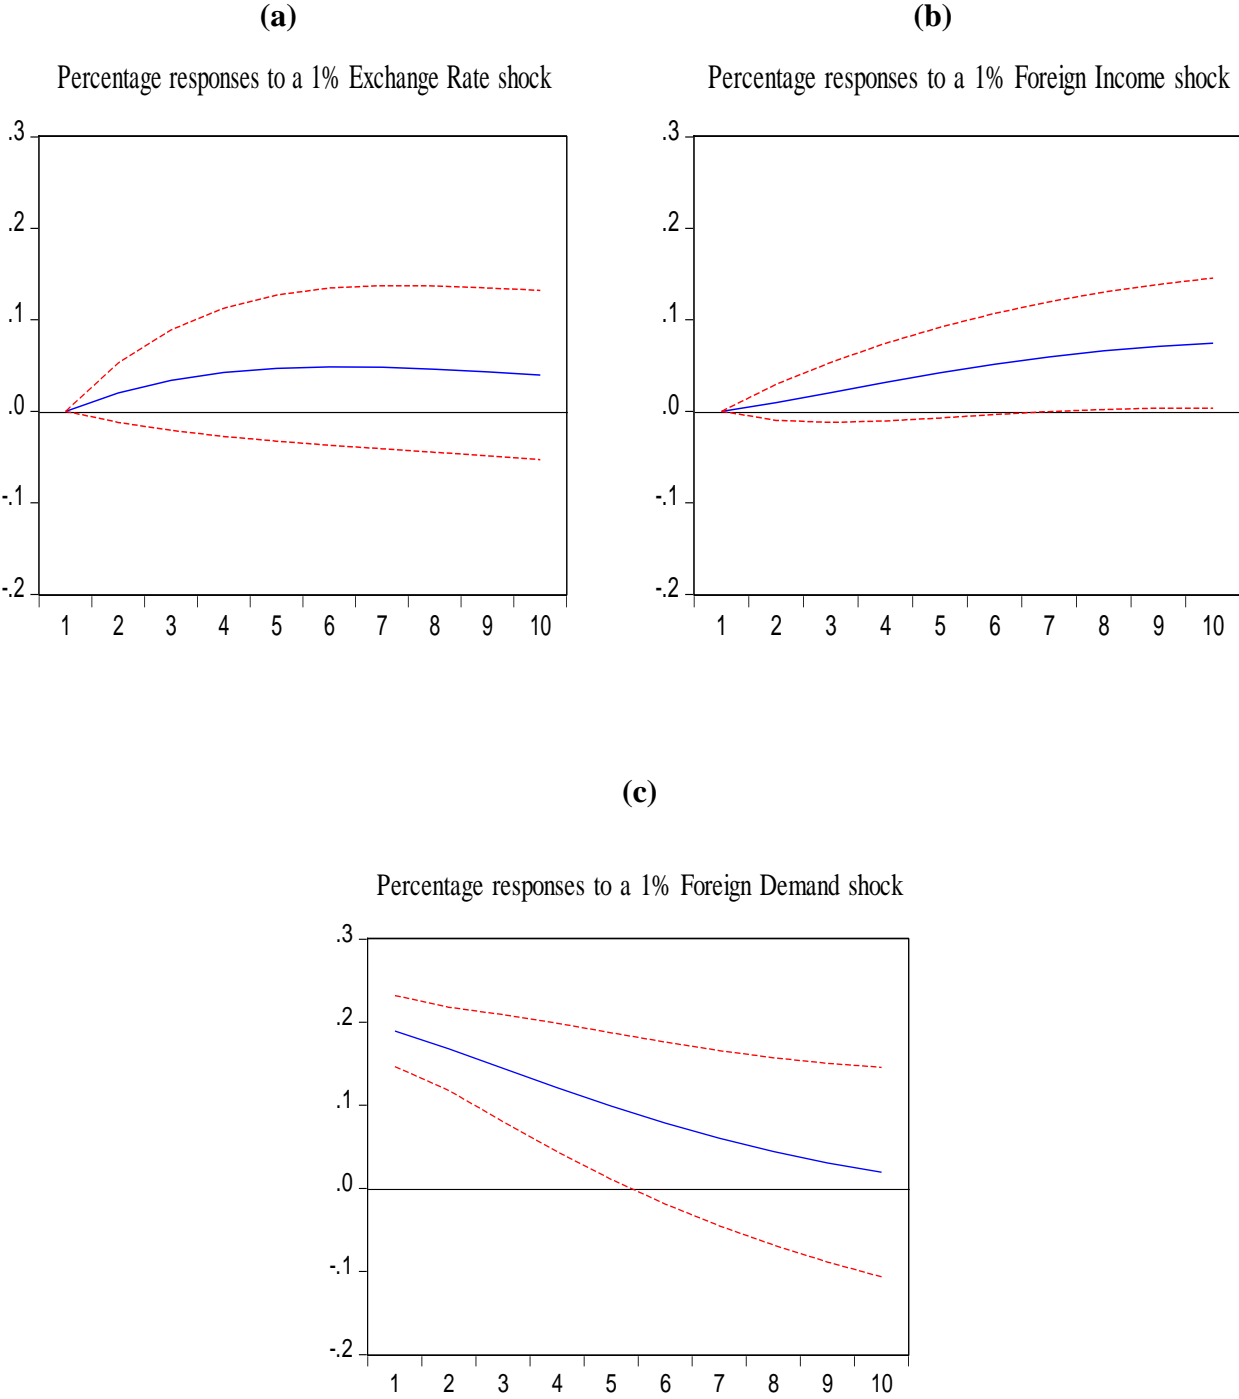 (a)
(b)
Percentage responses to a 1% Exchange Rate shock
Percentage responses to a 1% Foreign Income shock
.3
.2
.1
.0
-.1
-.2
1 2 3 4 5 6 7 8 9 10
.3
.2
.1
.0
-.1
-.2
1 2 3 4 5 6 7 8 9 10
(c)
Percentage responses to a 1% Foreign Demand shock
.3
.2
.1
.0
-.1
-.2
1 2 3 4 5 6 7 8 9 10